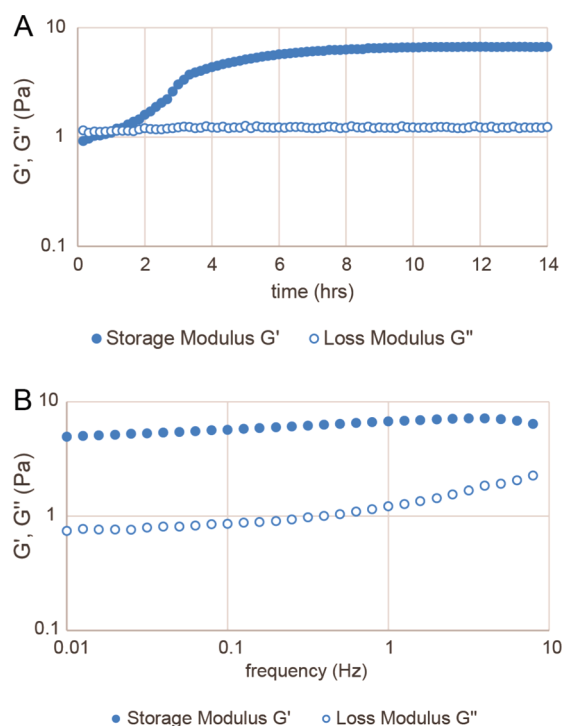 A
10
1
0.1
G', G'' (Pa)
0 2 4 6 8 10 12 14
time (hrs)
Storage Modulus G' Loss Modulus G''
B
10
1
0.1
G', G'' (Pa)
0.01 0.1 1 10
frequency (Hz)
Storage Modulus G' Loss Modulus G''